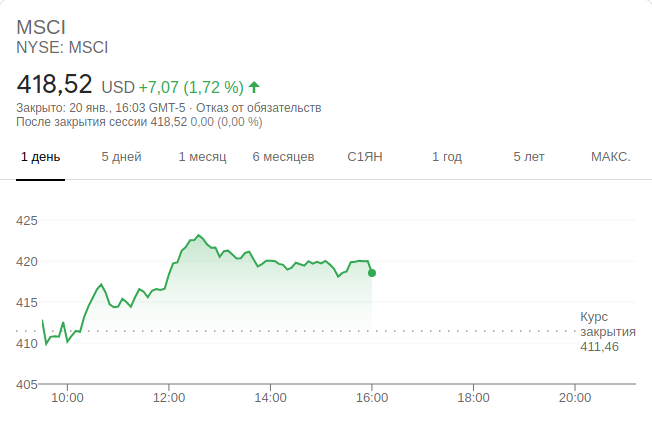 MSCI
NYSE: MSCI
418,52 USD +7,07 (1,72 %)
Закрыто: 20 янв., 16:03 GMT-5 · Отказ от обязательств
После закрытия сессии 418,52 0,00 (0,00 %)
1 день 5 дней 1 месяц 6 месяцев С1ЯН 1 год 5 лет МАКС.
425
420
415
410
405
Курс
закрытия
411,46
10:00 12:00 14:00 16:00 18:00 20:00